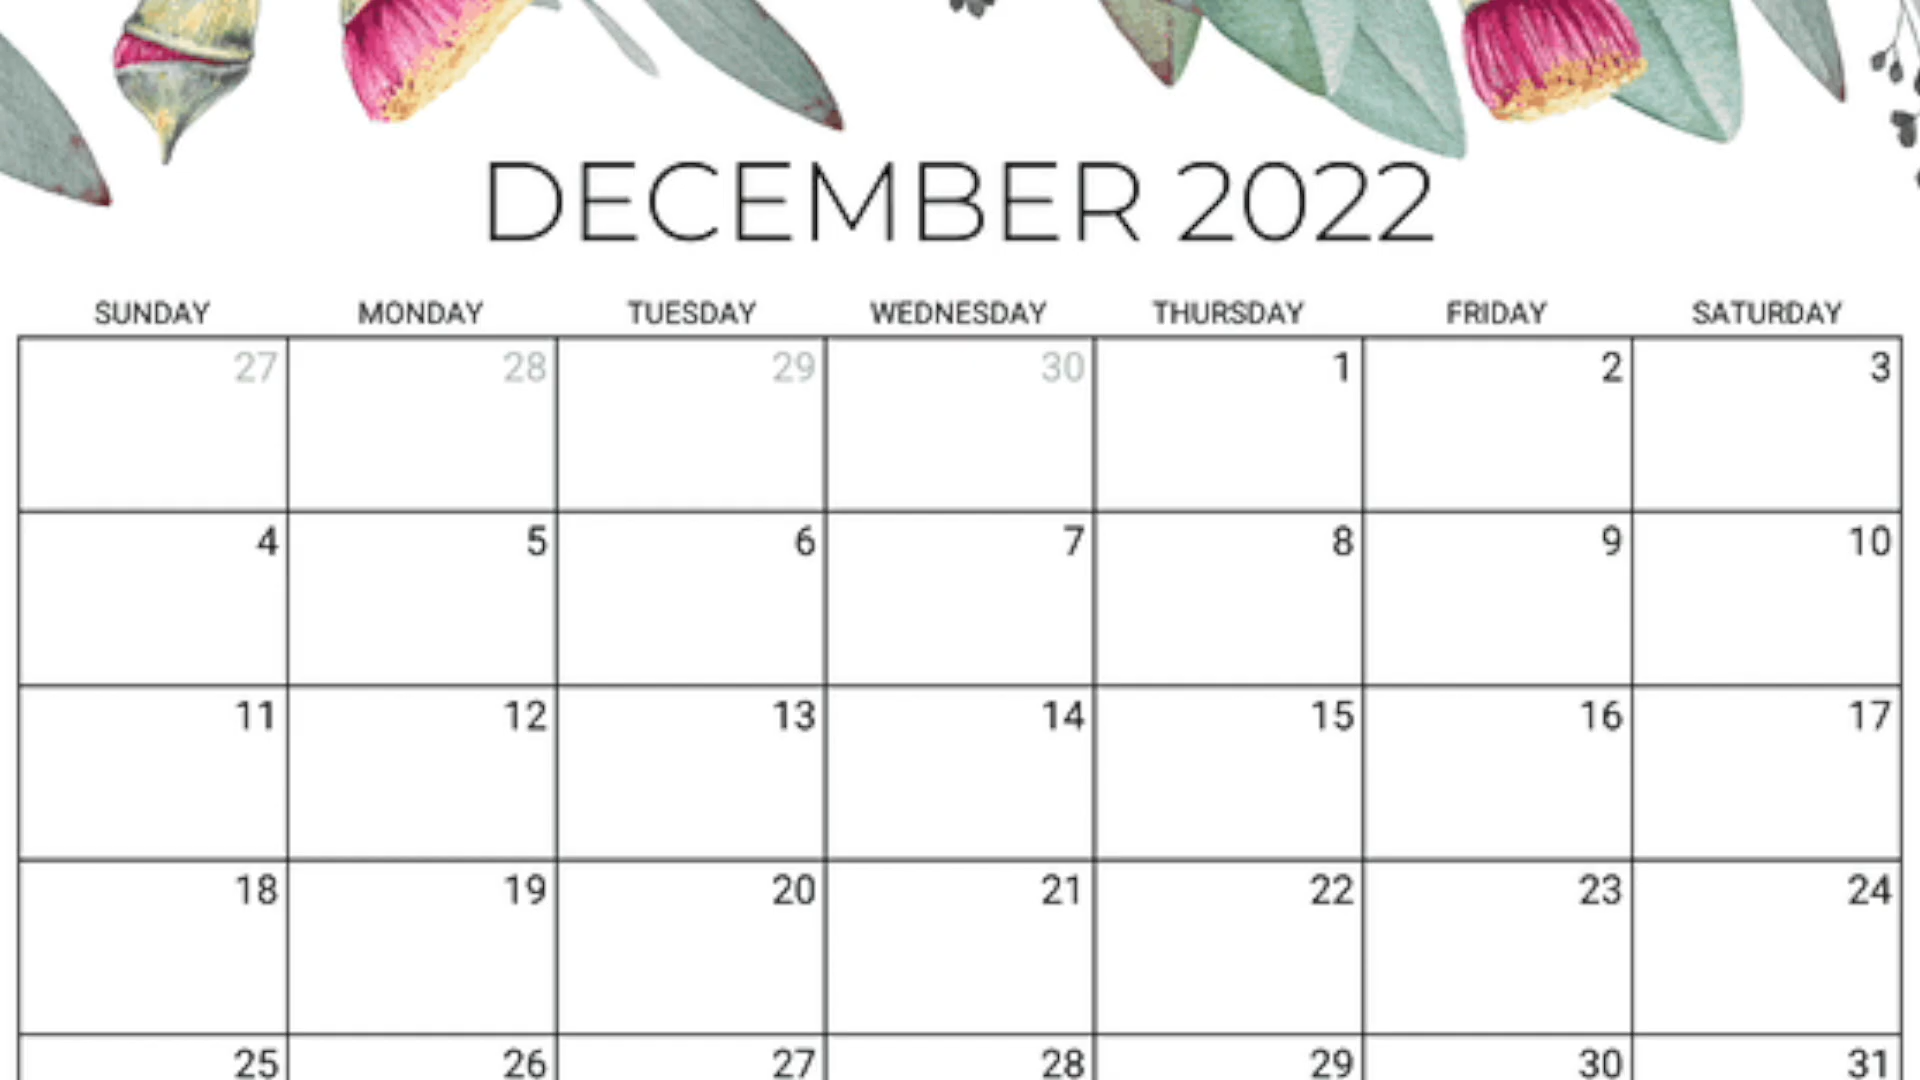 DECEMBER 2022
SUNDAY MONDAY TUESDAY WEDNESDAY THURSDAY FRIDAY SATURDAY
27 28 29 30 1 2 3
4 5 6 7 8 9 10
11 12 13 14 15 16 17
18 19 20 21 22 23 24
25 26 27 28 29 30 31